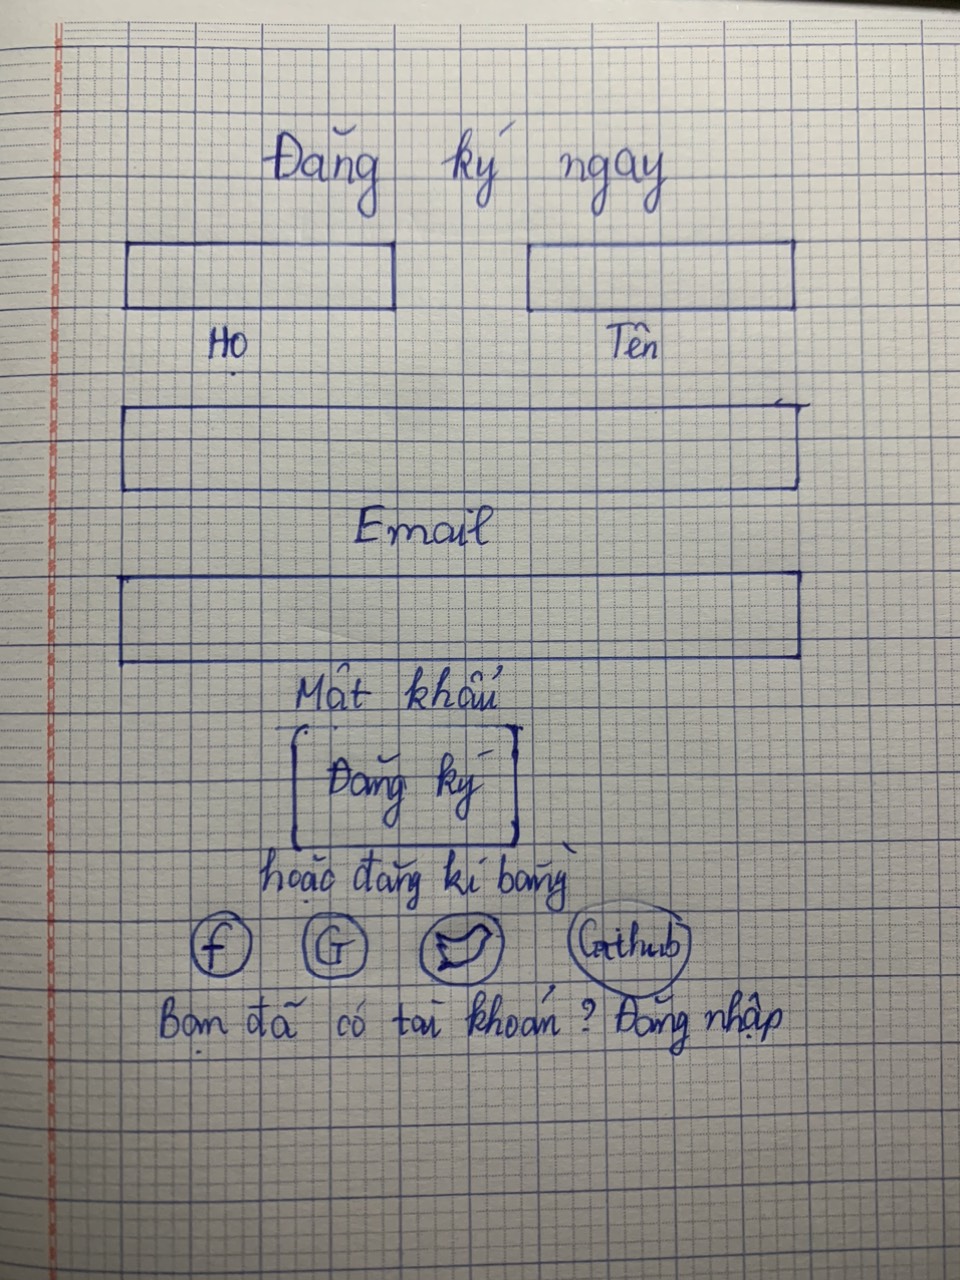 Đăng ký ngay
Họ Tên
Email
Mật khẩu
Đăng ký
hoặc đăng kí bằng
f G Github
Bạn đã có tài khoản ? Đăng nhập